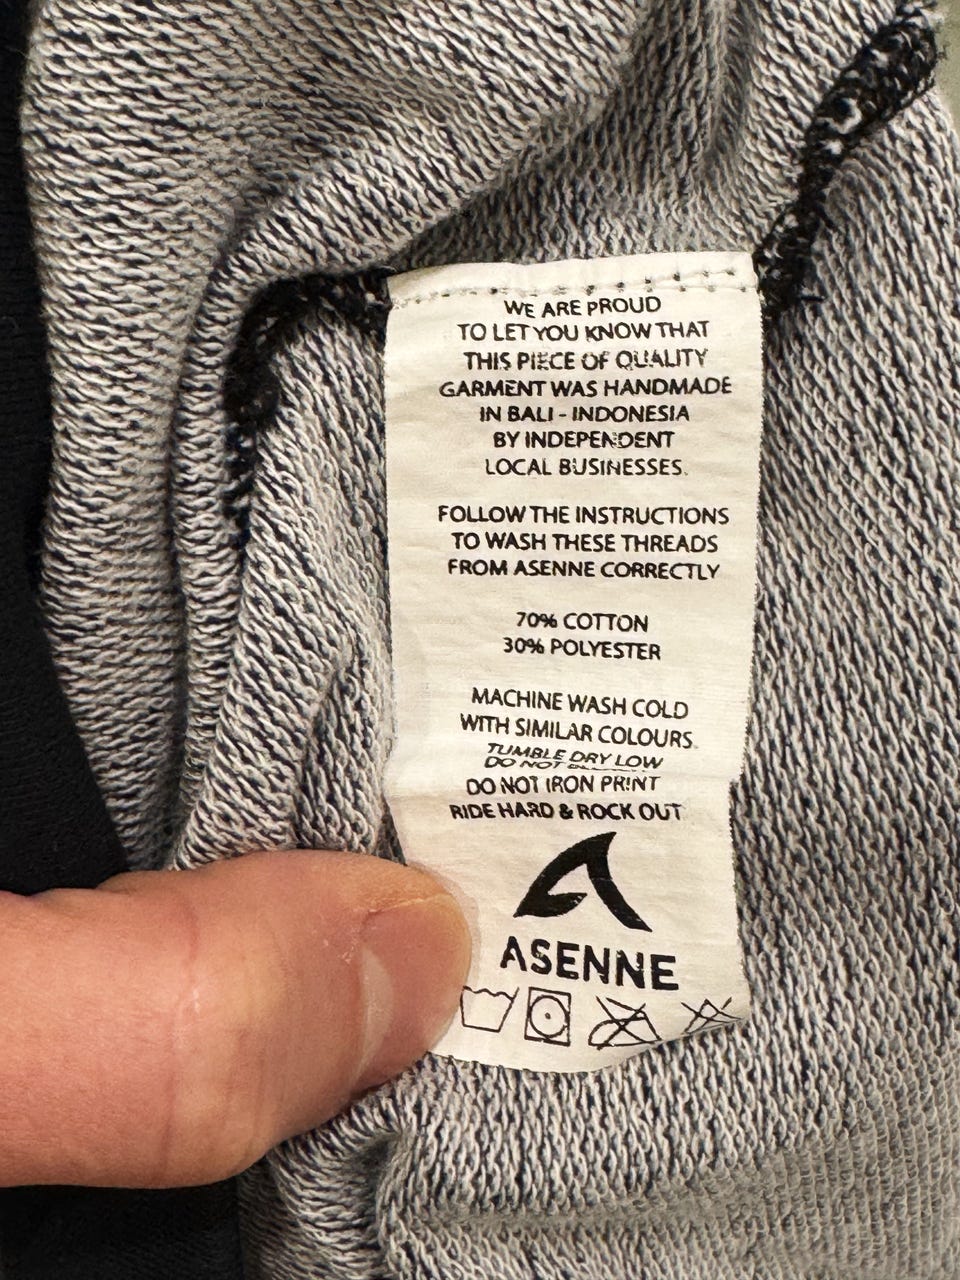 WE ARE PROUD
TO LET YOU KNOW THAT
THIS PIECE OF QUALITY
GARMENT WAS HANDMADE
IN BALI - INDONESIA
BY INDEPENDENT
LOCAL BUSINESSES.
FOLLOW THE INSTRUCTIONS
TO WASH THESE THREADS
FROM ASENNE CORRECTLY
70% COTTON
30% POLYESTER
MACHINE WASH COLD
WITH SIMILAR COLOURS.
TUMBLE DRY LOW
DO NOT
DO NOT IRON PRINT
RIDE HARD & ROCK OUT
ASENNE